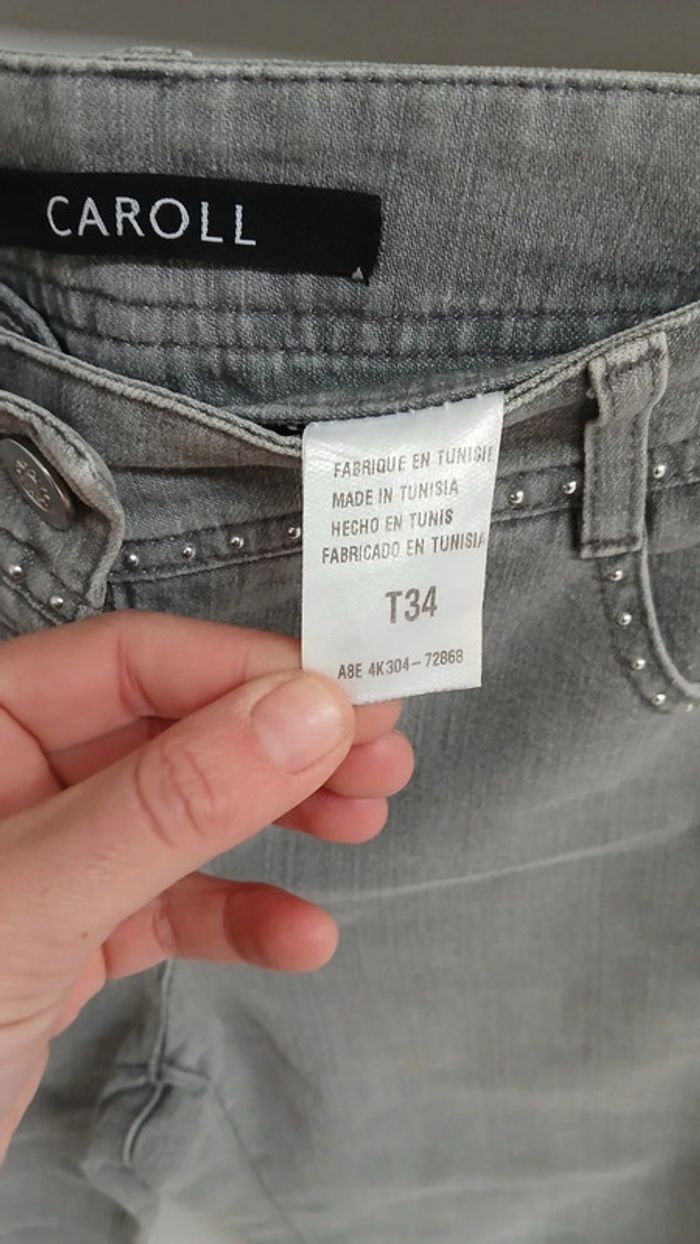 CAROLL
FABRIQUE EN TUNISIE
MADE IN TUNISIA
HECHO EN TUNIS
FABRICADO EN TUNISIA
T34
A8E 4K304-72868